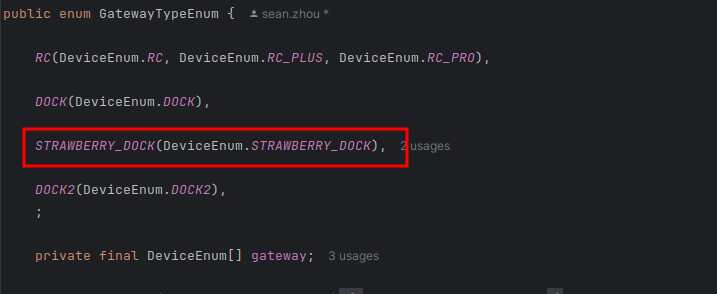 public enum GatewayTypeEnum { sean.zhou *
RC(DeviceEnum.RC, DeviceEnum.RC_PLUS, DeviceEnum.RC_PRO),
DOCK(DeviceEnum.DOCK),
STRAWBERRY_DOCK(DeviceEnum.STRAWBERRY_DOCK), 2 usages
DOCK2(DeviceEnum.DOCK2),
;
private final DeviceEnum[] gateway; 3 usages